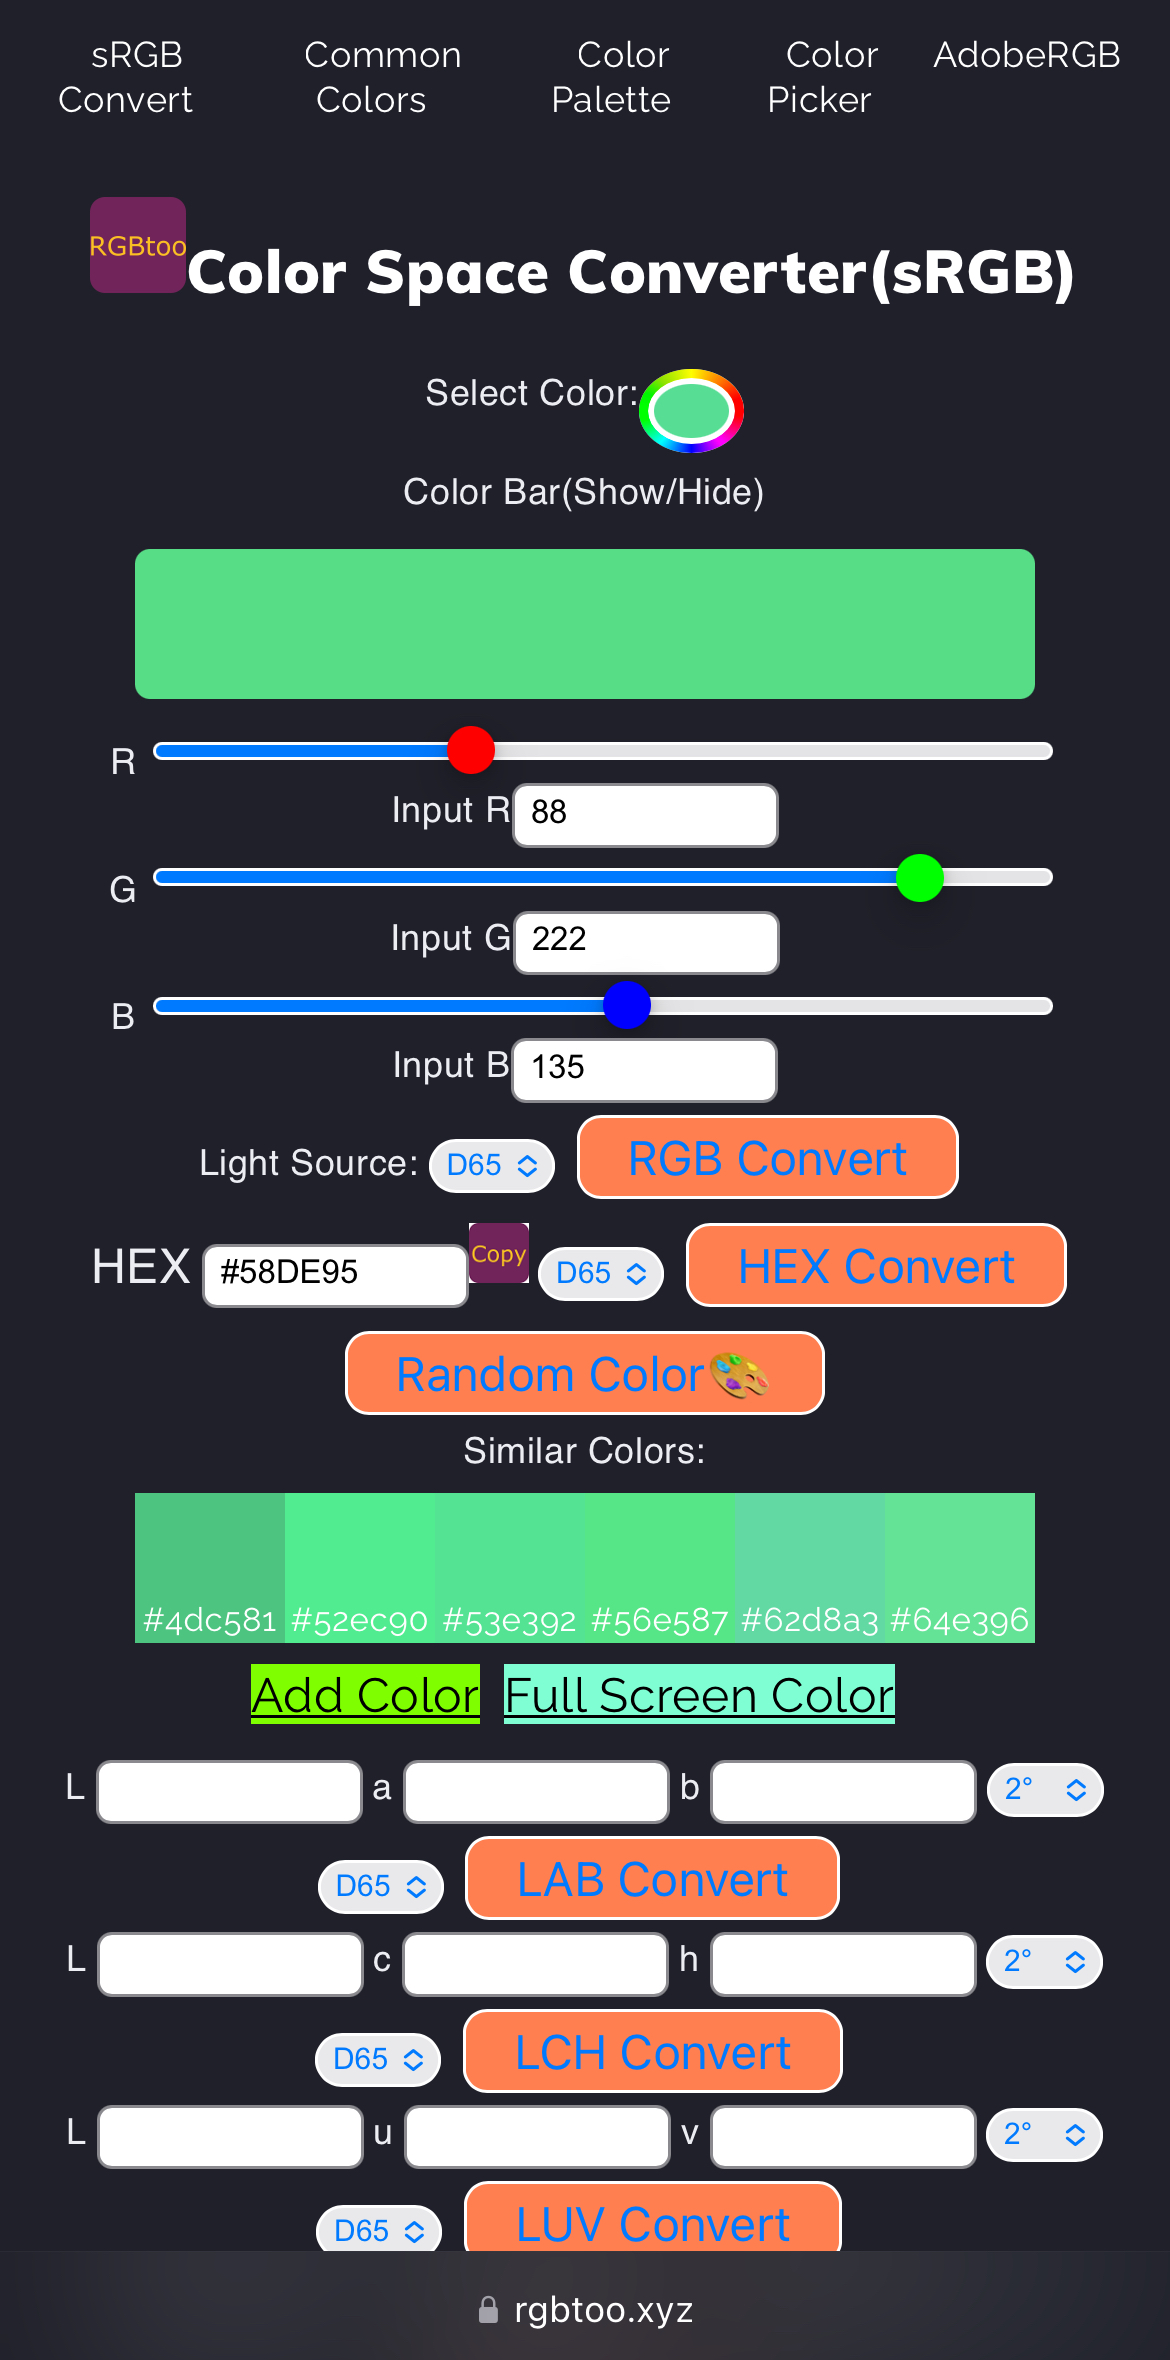 sRGB Convert
Common Colors
Color Palette
Color Picker
AdobeRGB
RGBtoo
Color Space Converter(sRGB)
Select Color:
Color Bar(Show/Hide)
R
Input R 88
G
Input G 222
B
Input B 135
Light Source: D65 RGB Convert
HEX #58DE95 Copy D65 HEX Convert
Random Color
Similar Colors:
#4dc581 #52ec90 #53e392 #56e587 #62d8a3 #64e396
Add Color Full Screen Color
L a b 2°
D65 LAB Convert
L c h 2°
D65 LCH Convert
L u v 2°
D65 LUV Convert
rgbtoo.xyz